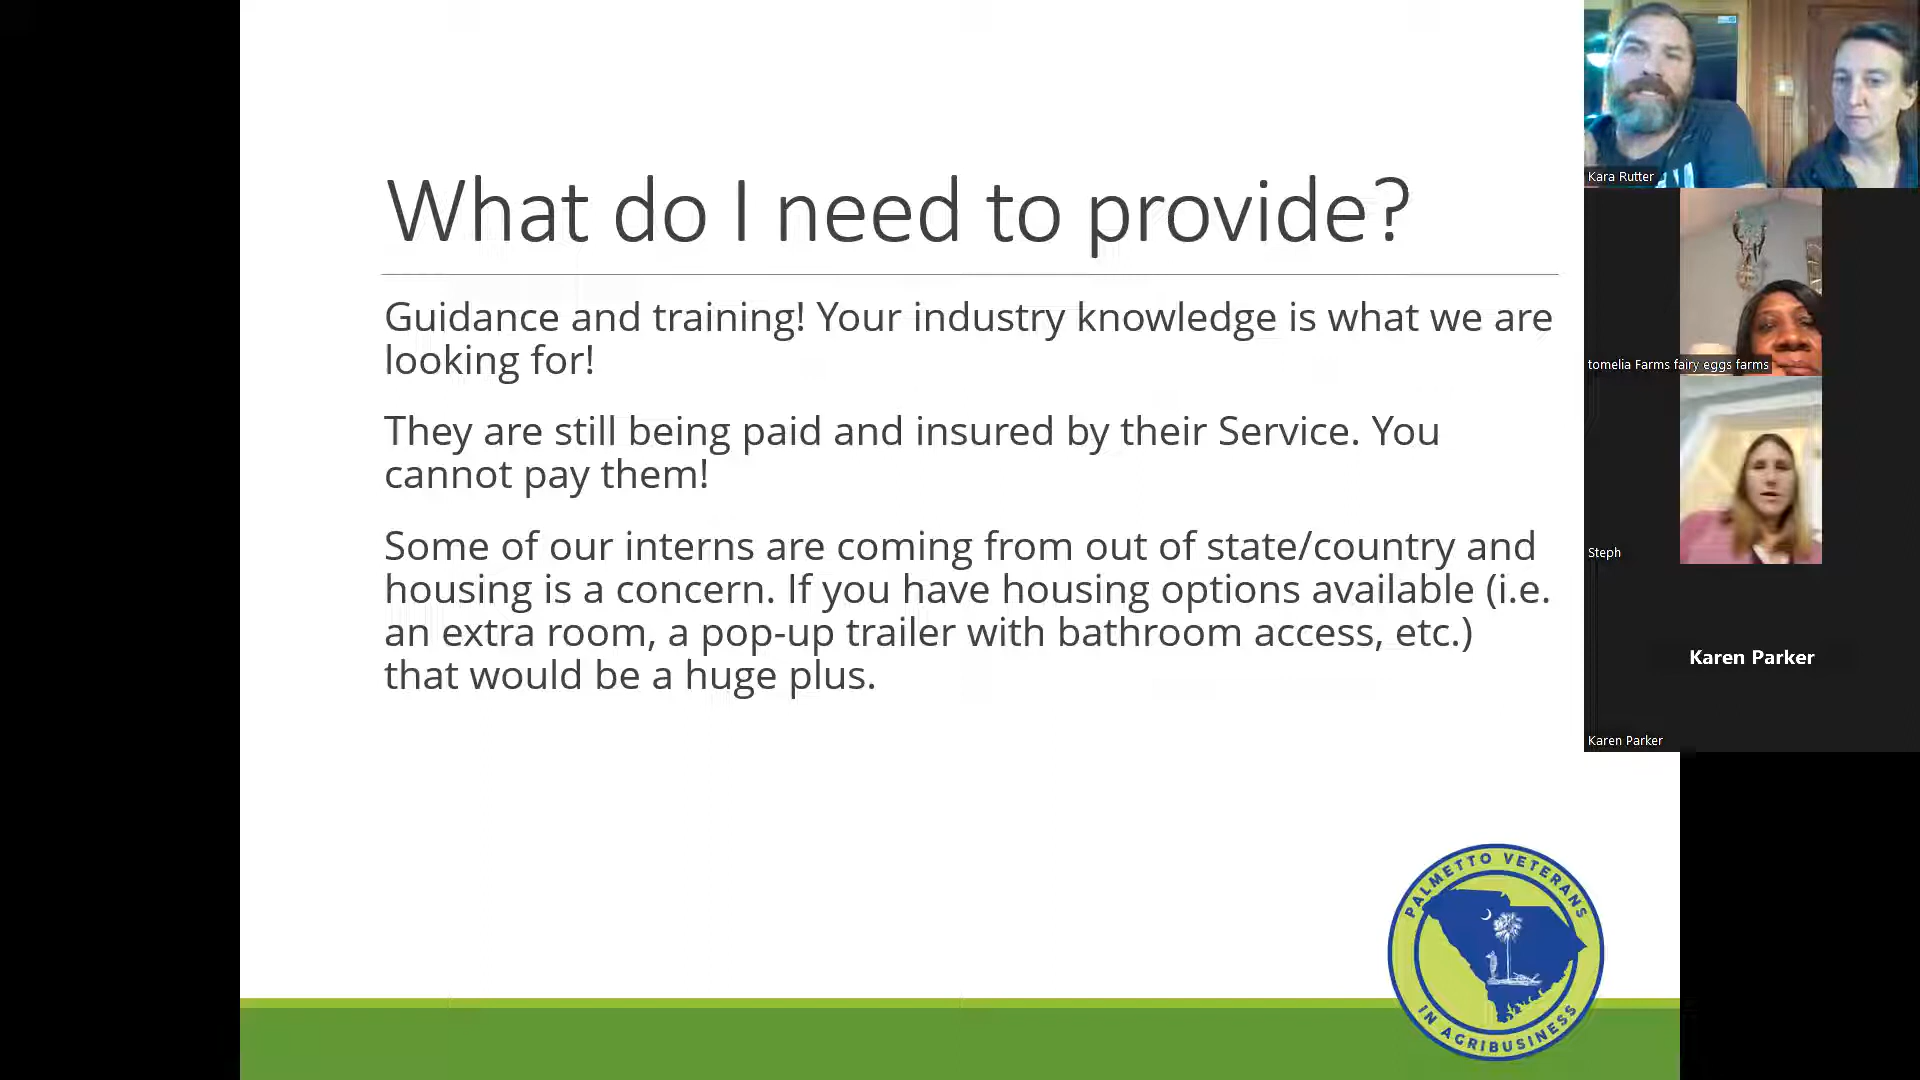 What do I need to provide?
Guidance and training! Your industry knowledge is what we are
looking for!
They are still being paid and insured by their Service. You
cannot pay them!
Some of our interns are coming from out of state/country and
housing is a concern. If you have housing options available (i.e.
an extra room, a pop-up trailer with bathroom access, etc.)
that would be a huge plus.
Kara Rutter
tomelia Farms fairy eggs farms
Steph
Karen Parker
Karen Parker
PALMETTO VETERANS
IN AGRIBUSINESS